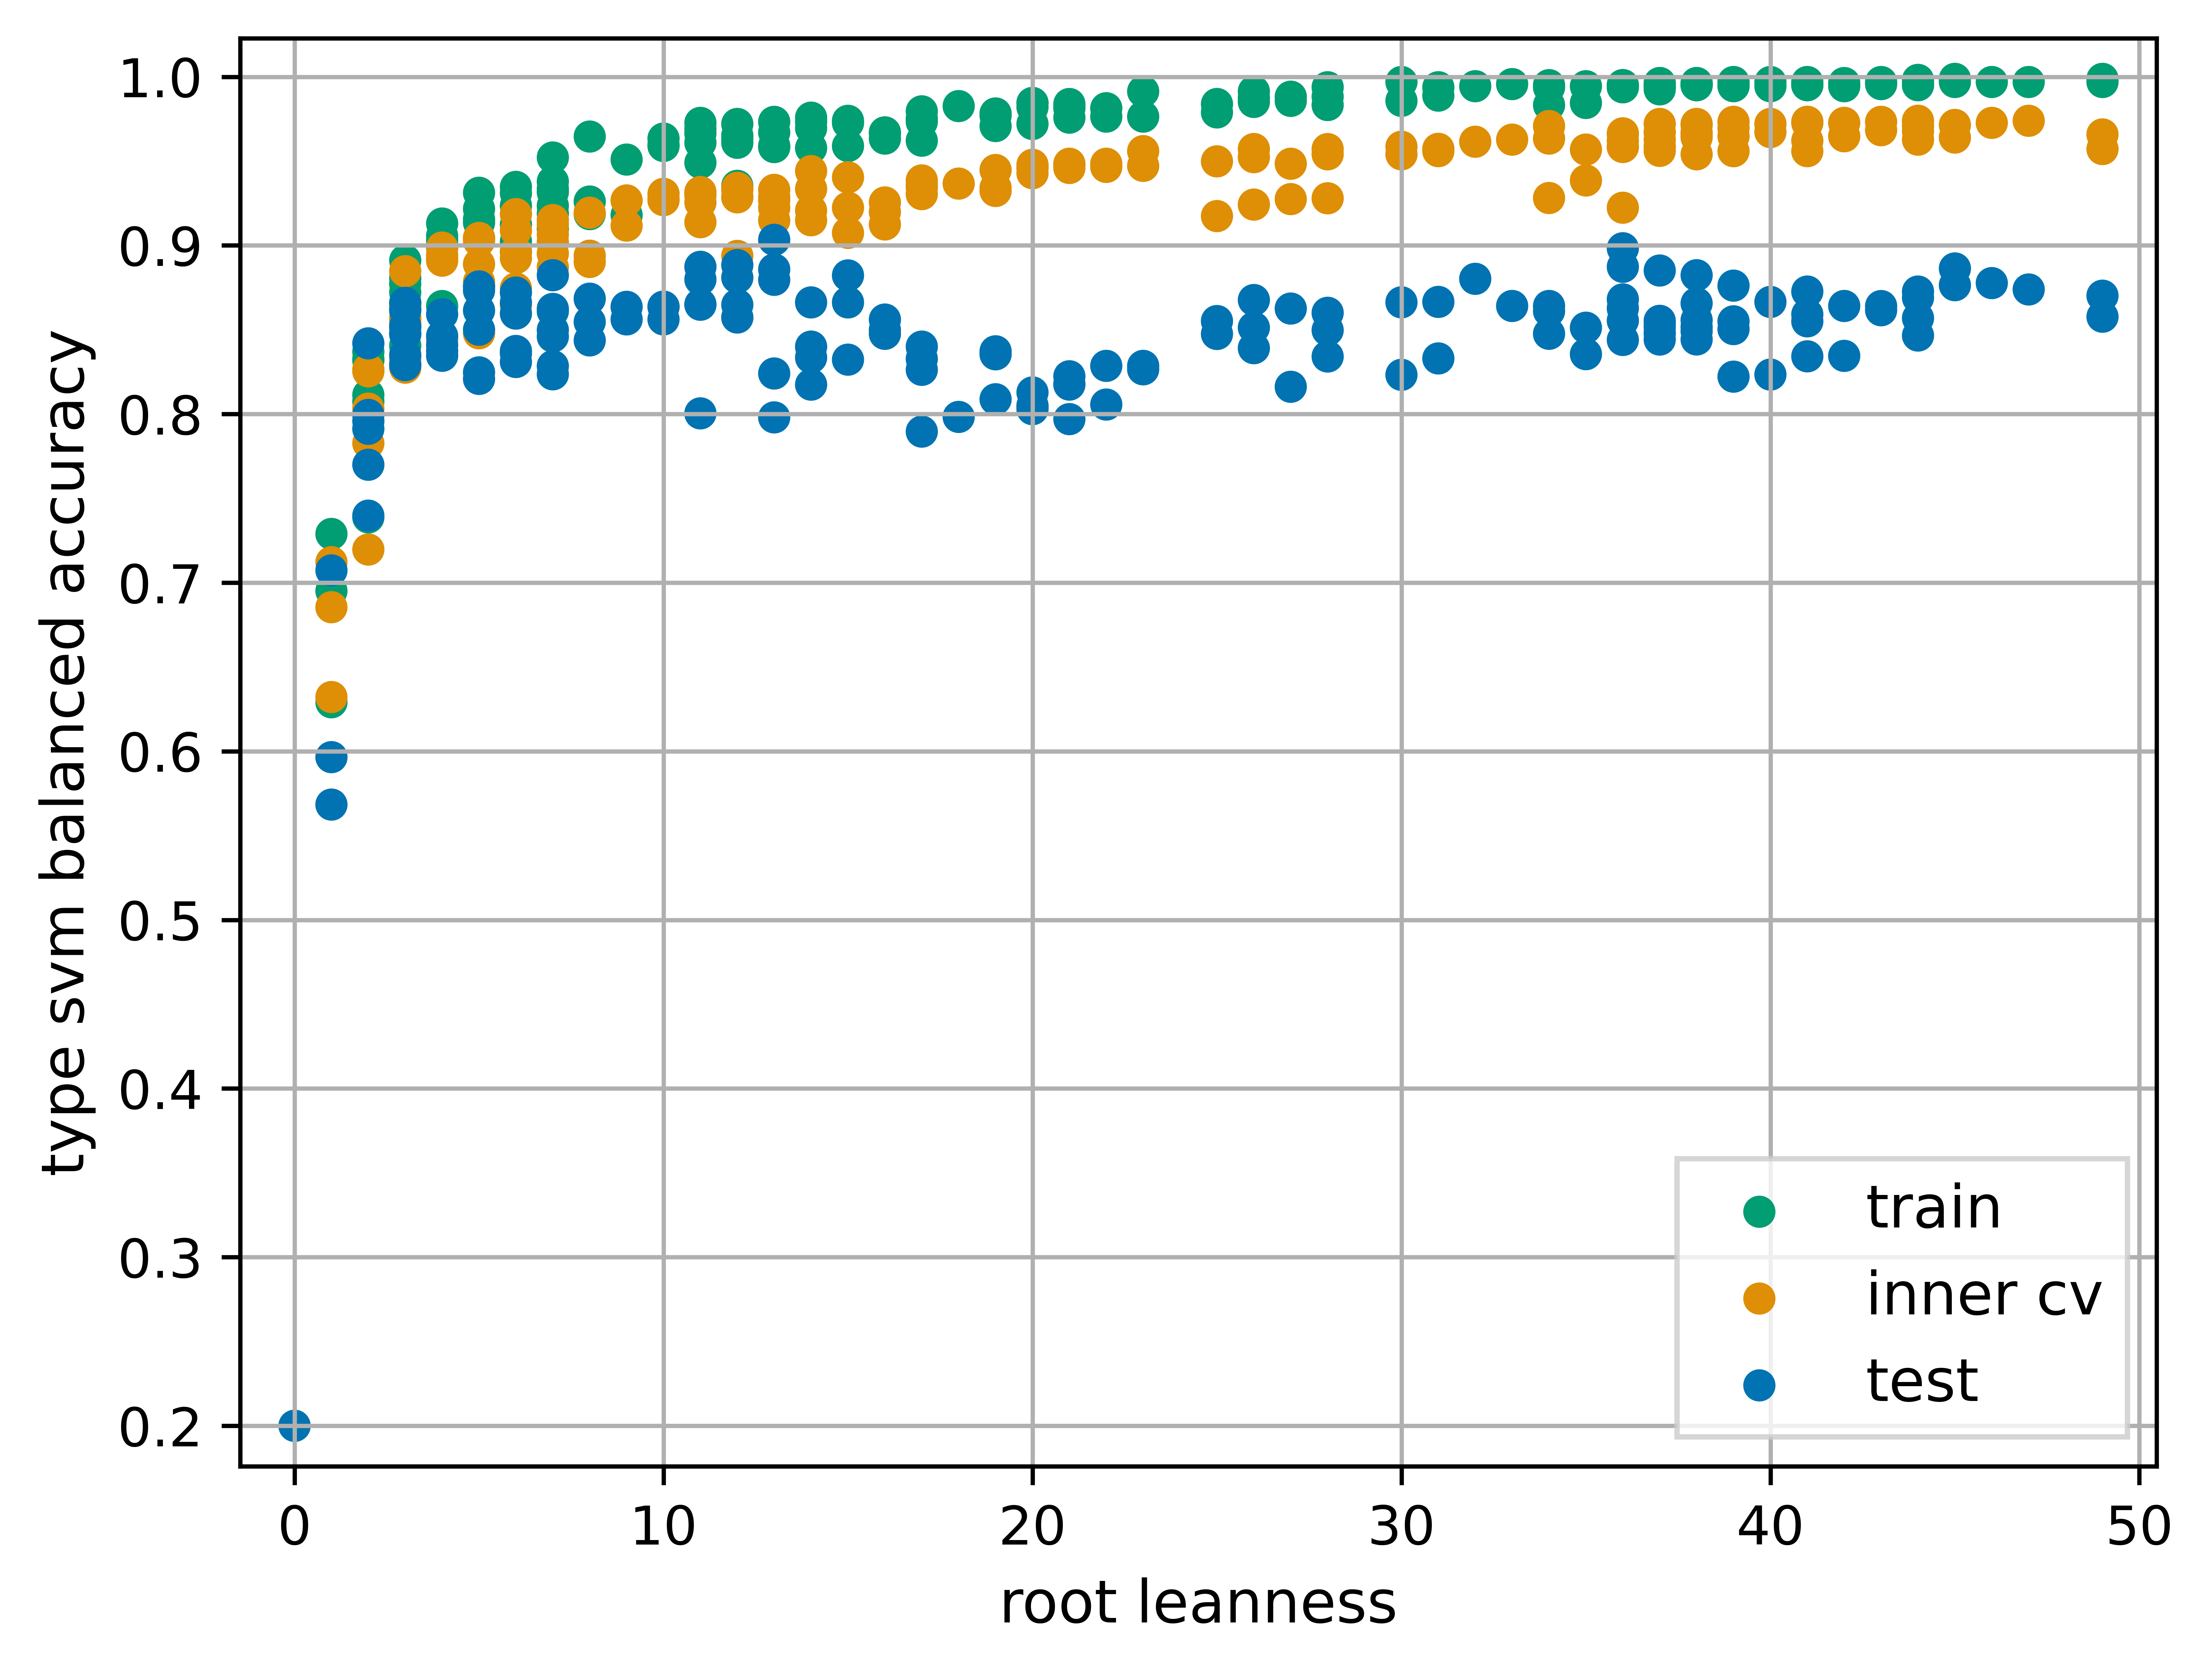 1.0
0.9
0.8
0.7
0.6
0.5
0.4
0.3
0.2
type svm balanced accuracy
train
inner cv
test
0 10 20 30 40 50
root leanness